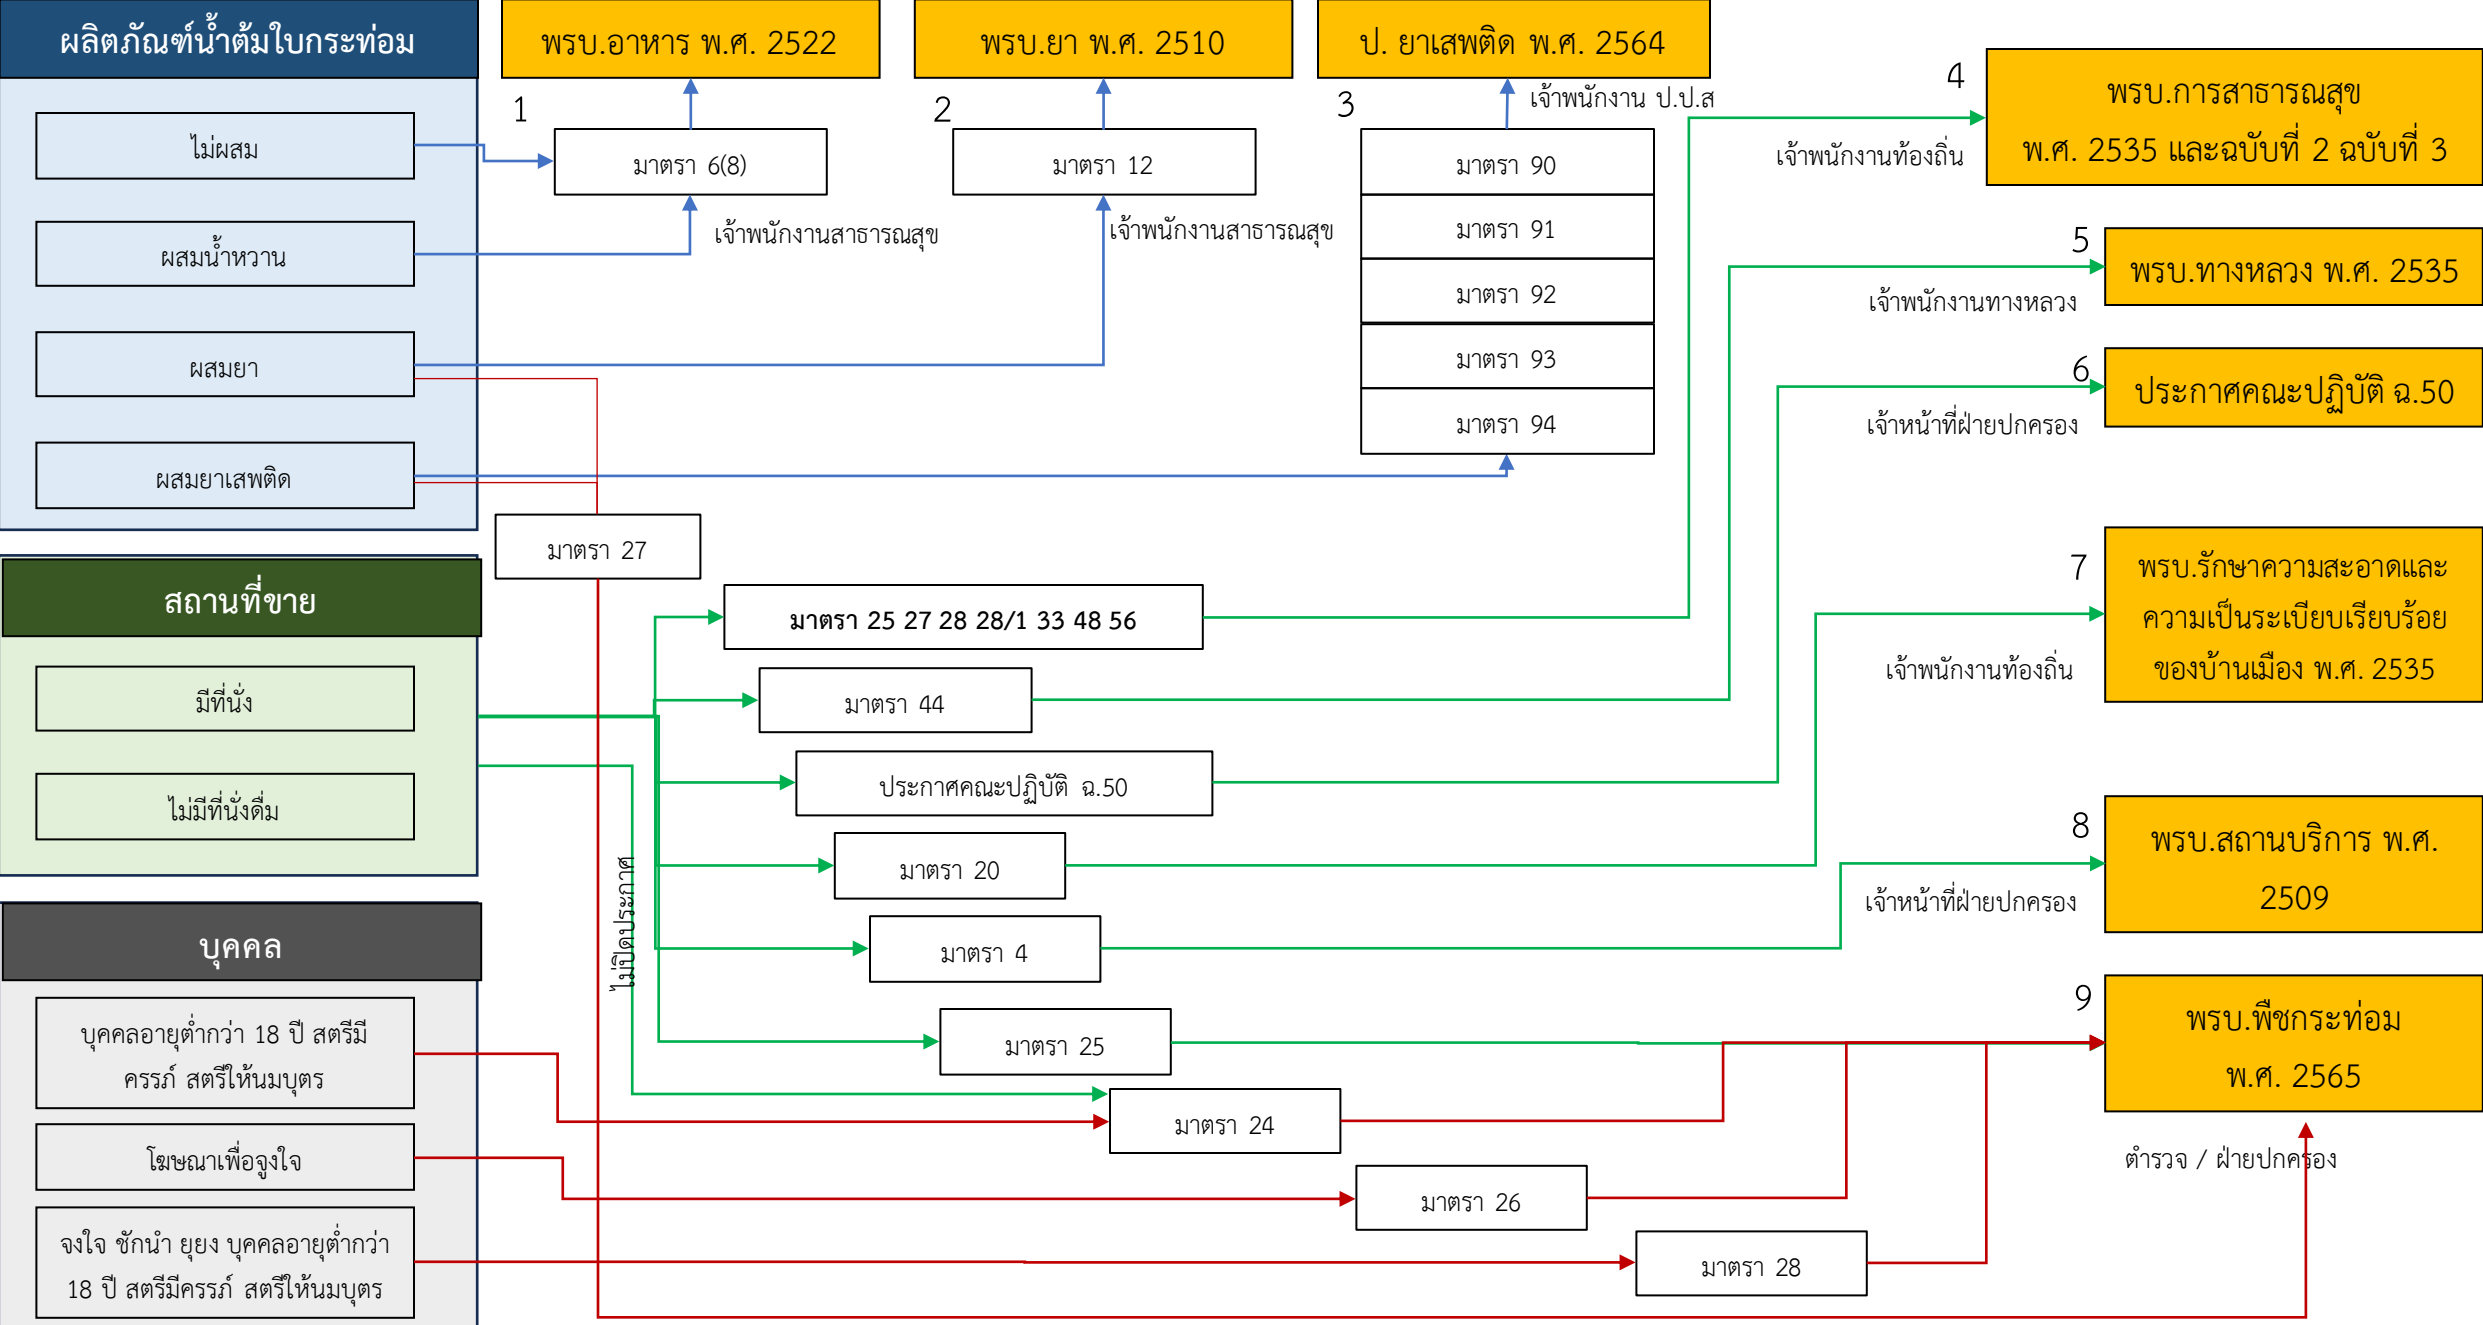 ผลิตภัณฑ์น้ำต้มใบกระท่อม
ไม่ผสม
ผสมน้ำหวาน
ผสมยา
ผสมยาเสพติด
พรบ.อาหาร พ.ศ. 2522
1
มาตรา 6(8)
เจ้าพนักงานสาธารณสุข
พรบ.ยา พ.ศ. 2510
2
มาตรา 12
เจ้าพนักงานสาธารณสุข
ป. ยาเสพติด พ.ศ. 2564
3
เจ้าพนักงาน ป.ป.ส
มาตรา 90
มาตรา 91
มาตรา 92
มาตรา 93
มาตรา 94
4
พรบ.การสาธารณสุข
พ.ศ. 2535 และฉบับที่ 2 ฉบับที่ 3
เจ้าพนักงานท้องถิ่น
5
พรบ.ทางหลวง พ.ศ. 2535
เจ้าพนักงานทางหลวง
6
ประกาศคณะปฏิบัติ ฉ.50
เจ้าหน้าที่ฝ่ายปกครอง
7
พรบ.รักษาความสะอาดและ
ความเป็นระเบียบเรียบร้อย
ของบ้านเมือง พ.ศ. 2535
เจ้าพนักงานท้องถิ่น
8
พรบ.สถานบริการ พ.ศ.
2509
เจ้าหน้าที่ฝ่ายปกครอง
9
พรบ.พืชกระท่อม
พ.ศ. 2565
ตำรวจ / ฝ่ายปกครอง
มาตรา 27
สถานที่ขาย
มีที่นั่ง
ไม่มีที่นั่งดื่ม
มาตรา 25 27 28 28/1 33 48 56
มาตรา 44
ประกาศคณะปฏิบัติ ฉ.50
มาตรา 20
มาตรา 4
ไม่ปิดประกาศ
มาตรา 25
มาตรา 24
มาตรา 26
มาตรา 28
บุคคล
บุคคลอายุต่ำกว่า 18 ปี สตรีมี
ครรภ์ สตรีให้นมบุตร
โฆษณาเพื่อจูงใจ
จงใจ ชักนำ ยุยง บุคคลอายุต่ำกว่า
18 ปี สตรีมีครรภ์ สตรีให้นมบุตร